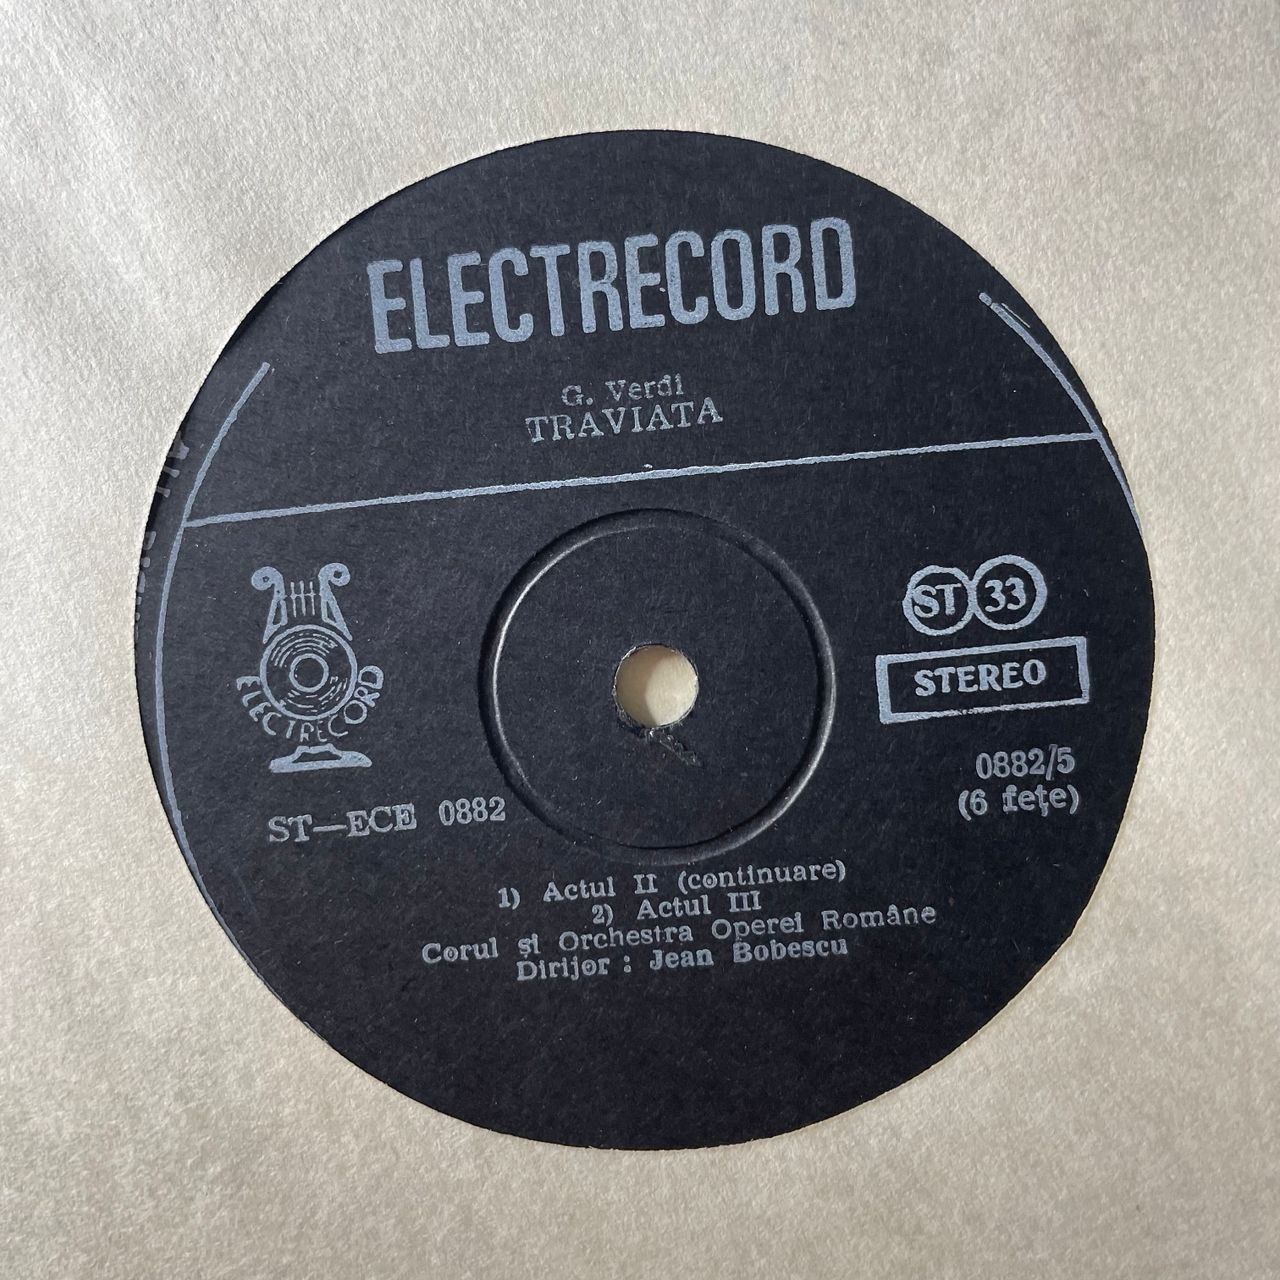 ELECTRECORD
G. Verdi
TRAVIATA
ELECTRECORD
ST 33
STEREO
ST—ECE 0882
0882/5
(6 fețe)
1) Actul II (continuare)
2) Actul III
Corul și Orchestra Operei Române
Dirijor : Jean Bobescu